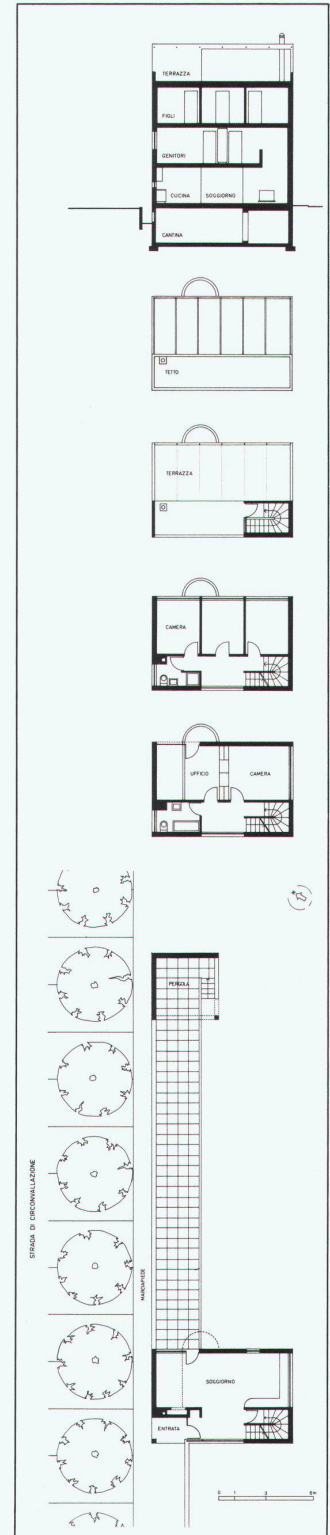 TERRAZZA
FIGLI
GENITORI
CUCINA SOGGIORNO
CANTINA
TETTO
TERRAZZA
CAMERA
UFFICIO CAMERA
PERGOLA
STRADA DI CIRCONVALLAZIONE
MARCIAPIEDE
SOGGIORNO
ENTRATA
0 1 3 6m